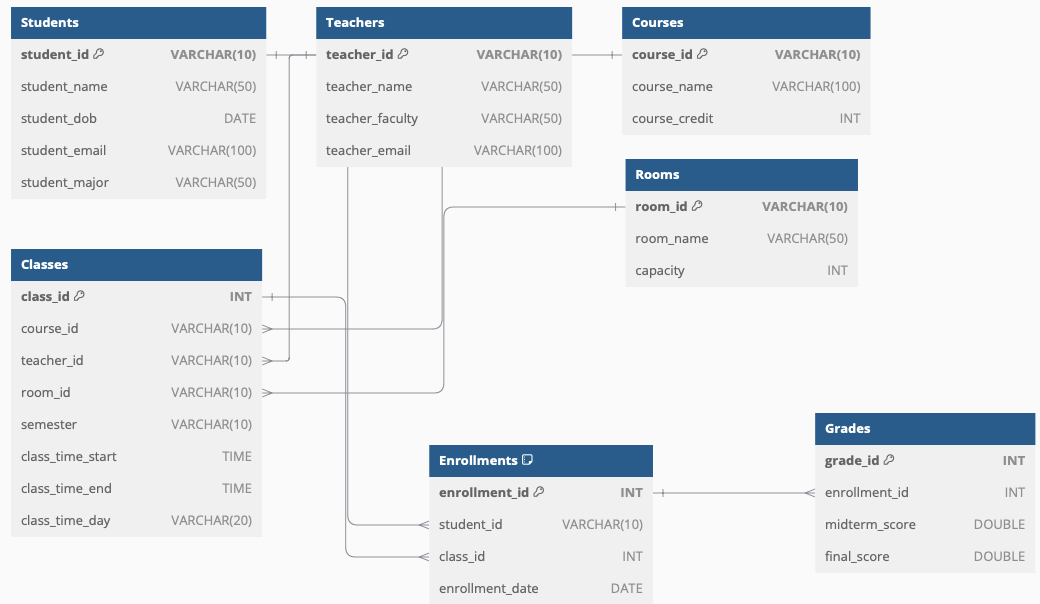 Students
student_id VARCHAR(10)
student_name VARCHAR(50)
student_dob DATE
student_email VARCHAR(100)
student_major VARCHAR(50)
Teachers
teacher_id VARCHAR(10)
teacher_name VARCHAR(50)
teacher_faculty VARCHAR(50)
teacher_email VARCHAR(100)
Courses
course_id VARCHAR(10)
course_name VARCHAR(100)
course_credit INT
Rooms
room_id VARCHAR(10)
room_name VARCHAR(50)
capacity INT
Classes
class_id INT
course_id VARCHAR(10)
teacher_id VARCHAR(10)
room_id VARCHAR(10)
semester VARCHAR(10)
class_time_start TIME
class_time_end TIME
class_time_day VARCHAR(20)
Enrollments
enrollment_id INT
student_id VARCHAR(10)
class_id INT
enrollment_date DATE
Grades
grade_id INT
enrollment_id INT
midterm_score DOUBLE
final_score DOUBLE